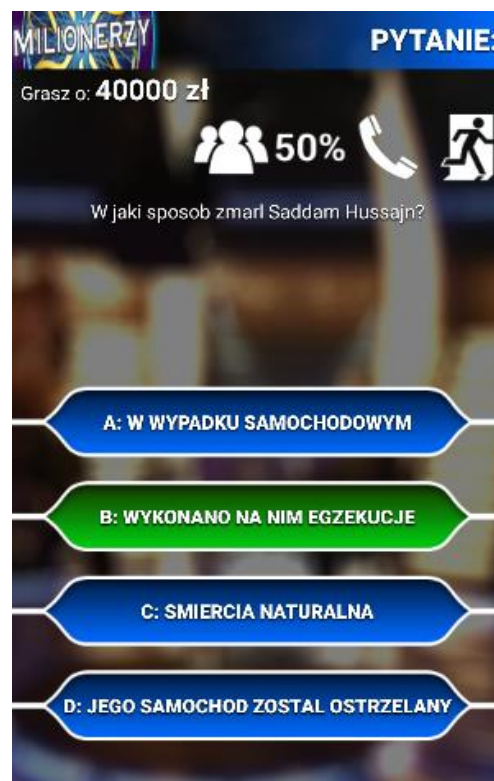 MILIONERZY
PYTANIE:
Grasz o: 40000 zł
50%
W jaki sposob zmarl Saddam Hussajn?
A: W WYPADKU SAMOCHODOWYM
B: WYKONANO NA NIM EGZEKUCJE
C: SMIERCIA NATURALNA
D: JEGO SAMOCHOD ZOSTAL OSTRZELANY